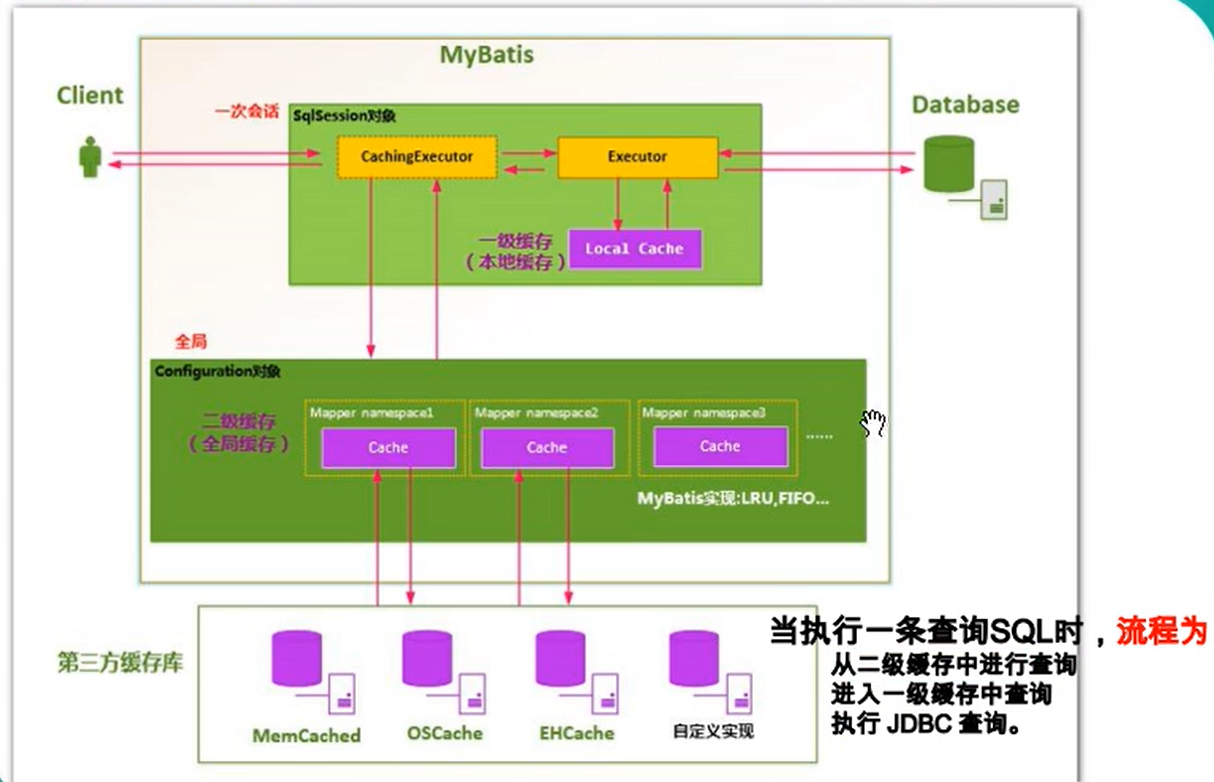 MyBatis
Client
Database
一次会话
SqlSession对象
CachingExecutor
Executor
一级缓存
（本地缓存）
Local Cache
全局
Configuration对象
二级缓存
（全局缓存）
Mapper namespace1
Mapper namespace2
Mapper namespace3
Cache
Cache
Cache
......
MyBatis实现:LRU,FIFO...
当执行一条查询SQL时，流程为
从二级缓存中进行查询
进入一级缓存中查询
执行 JDBC 查询。
第三方缓存库
MemCached
OSCache
EHCache
自定义实现